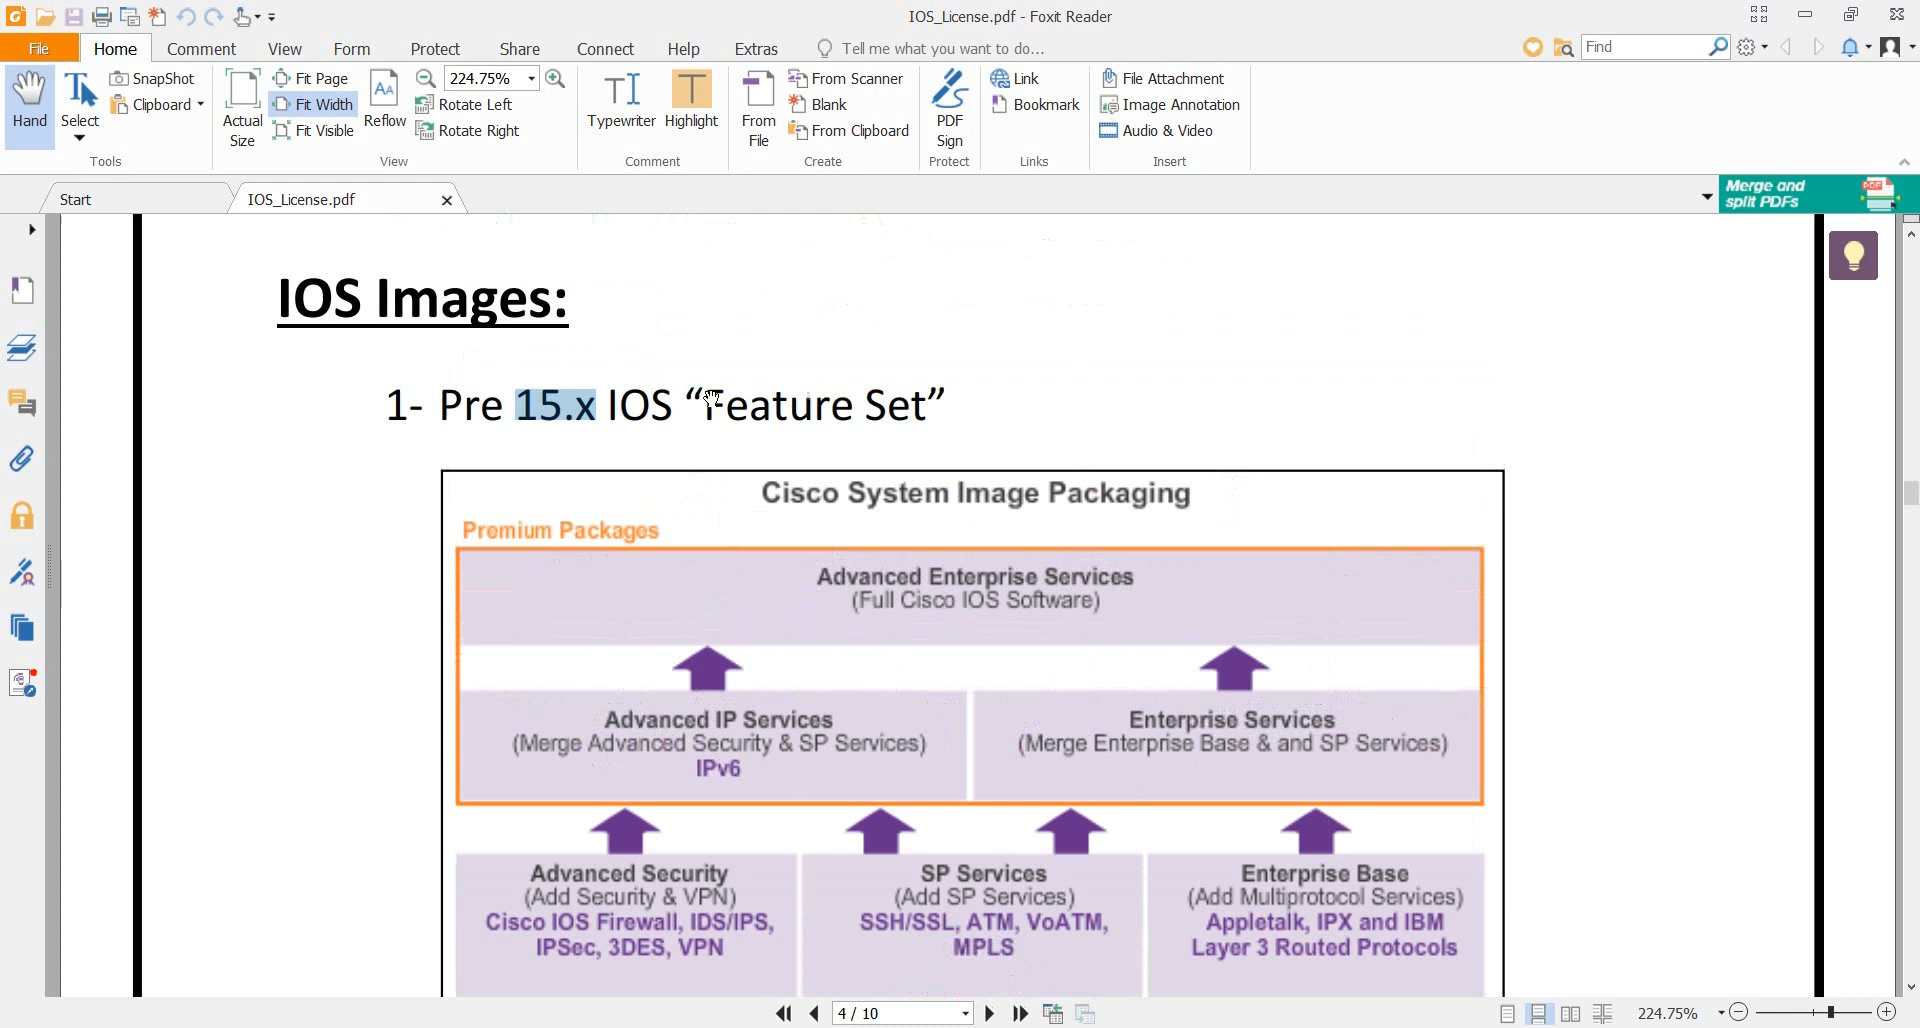 IOS_License.pdf - Foxit Reader
File Home Comment View Form Protect Share Connect Help Extras Tell me what you want to do... Find
Hand
Select
SnapShot
Clipboard
Tools
Actual
Size
Fit Page
Fit Width
Fit Visible
Reflow
224.75%
Rotate Left
Rotate Right
View
Typewriter
Highlight
Comment
From
File
From Scanner
Blank
From Clipboard
Create
PDF
Sign
Protect
Link
Bookmark
Links
File Attachment
Image Annotation
Audio & Video
Insert
Start
IOS_License.pdf
Merge and
split PDFs
PDF
IOS Images:
1- Pre 15.x IOS “Feature Set”
Cisco System Image Packaging
Premium Packages
Advanced Enterprise Services
(Full Cisco IOS Software)
Advanced IP Services
(Merge Advanced Security & SP Services)
IPv6
Enterprise Services
(Merge Enterprise Base & and SP Services)
Advanced Security
(Add Security & VPN)
Cisco IOS Firewall, IDS/IPS,
IPSec, 3DES, VPN
SP Services
(Add SP Services)
SSH/SSL, ATM, VoATM,
MPLS
Enterprise Base
(Add Multiprotocol Services)
Appletalk, IPX and IBM
Layer 3 Routed Protocols
4 / 10
224.75%